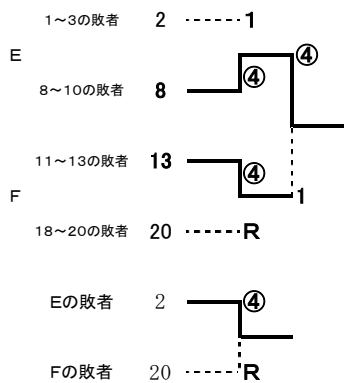 1～3の敗者 2 1
E ④
8～10の敗者 8 ④
11～13の敗者 13 ④
F 1
18～20の敗者 20 R
Eの敗者 2 ④
Fの敗者 20 R